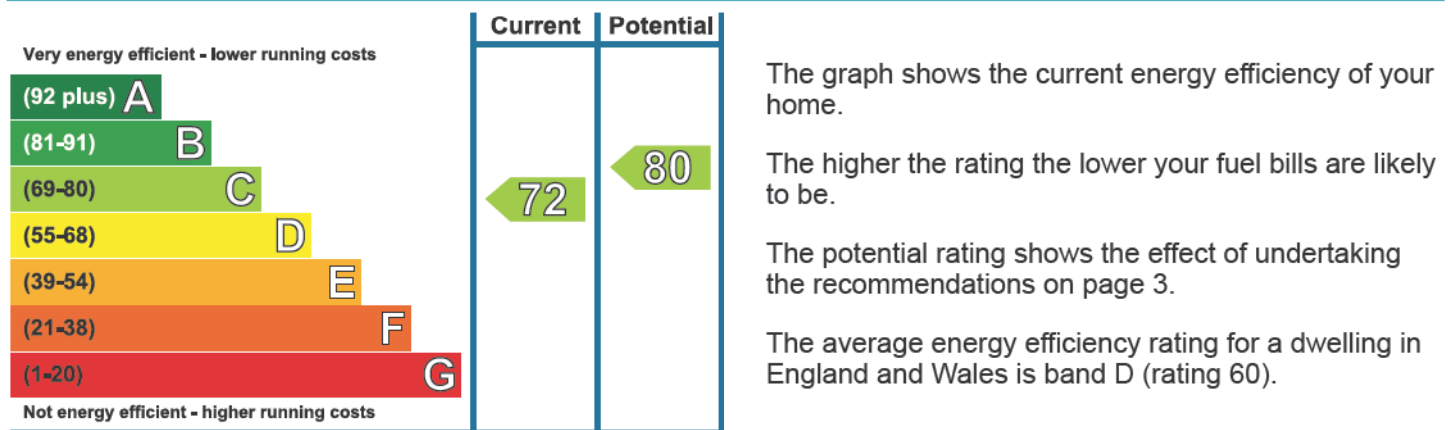 Current Potential
Very energy efficient - lower running costs
(92 plus) A
(81-91) B
(69-80) C
(55-68) D
(39-54) E
(21-38) F
(1-20) G
Not energy efficient - higher running costs
72
80
The graph shows the current energy efficiency of your
home.
The higher the rating the lower your fuel bills are likely
to be.
The potential rating shows the effect of undertaking
the recommendations on page 3.
The average energy efficiency rating for a dwelling in
England and Wales is band D (rating 60).